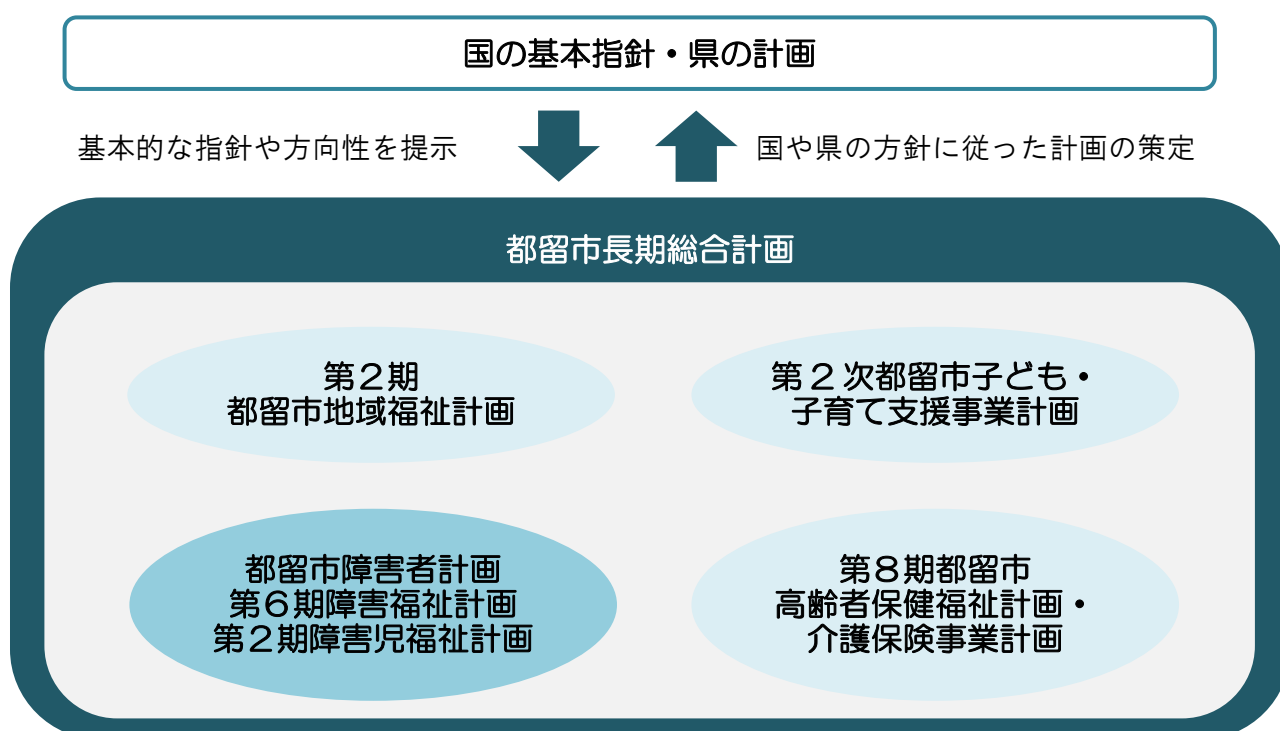 国の基本指針・県の計画
基本的な指針や方向性を提示
国や県の方針に従った計画の策定
都留市長期総合計画
第２期
都留市地域福祉計画
第２次都留市子ども・
子育て支援事業計画
都留市障害者計画
第６期障害福祉計画
第２期障害児福祉計画
第８期都留市
高齢者保健福祉計画・
介護保険事業計画